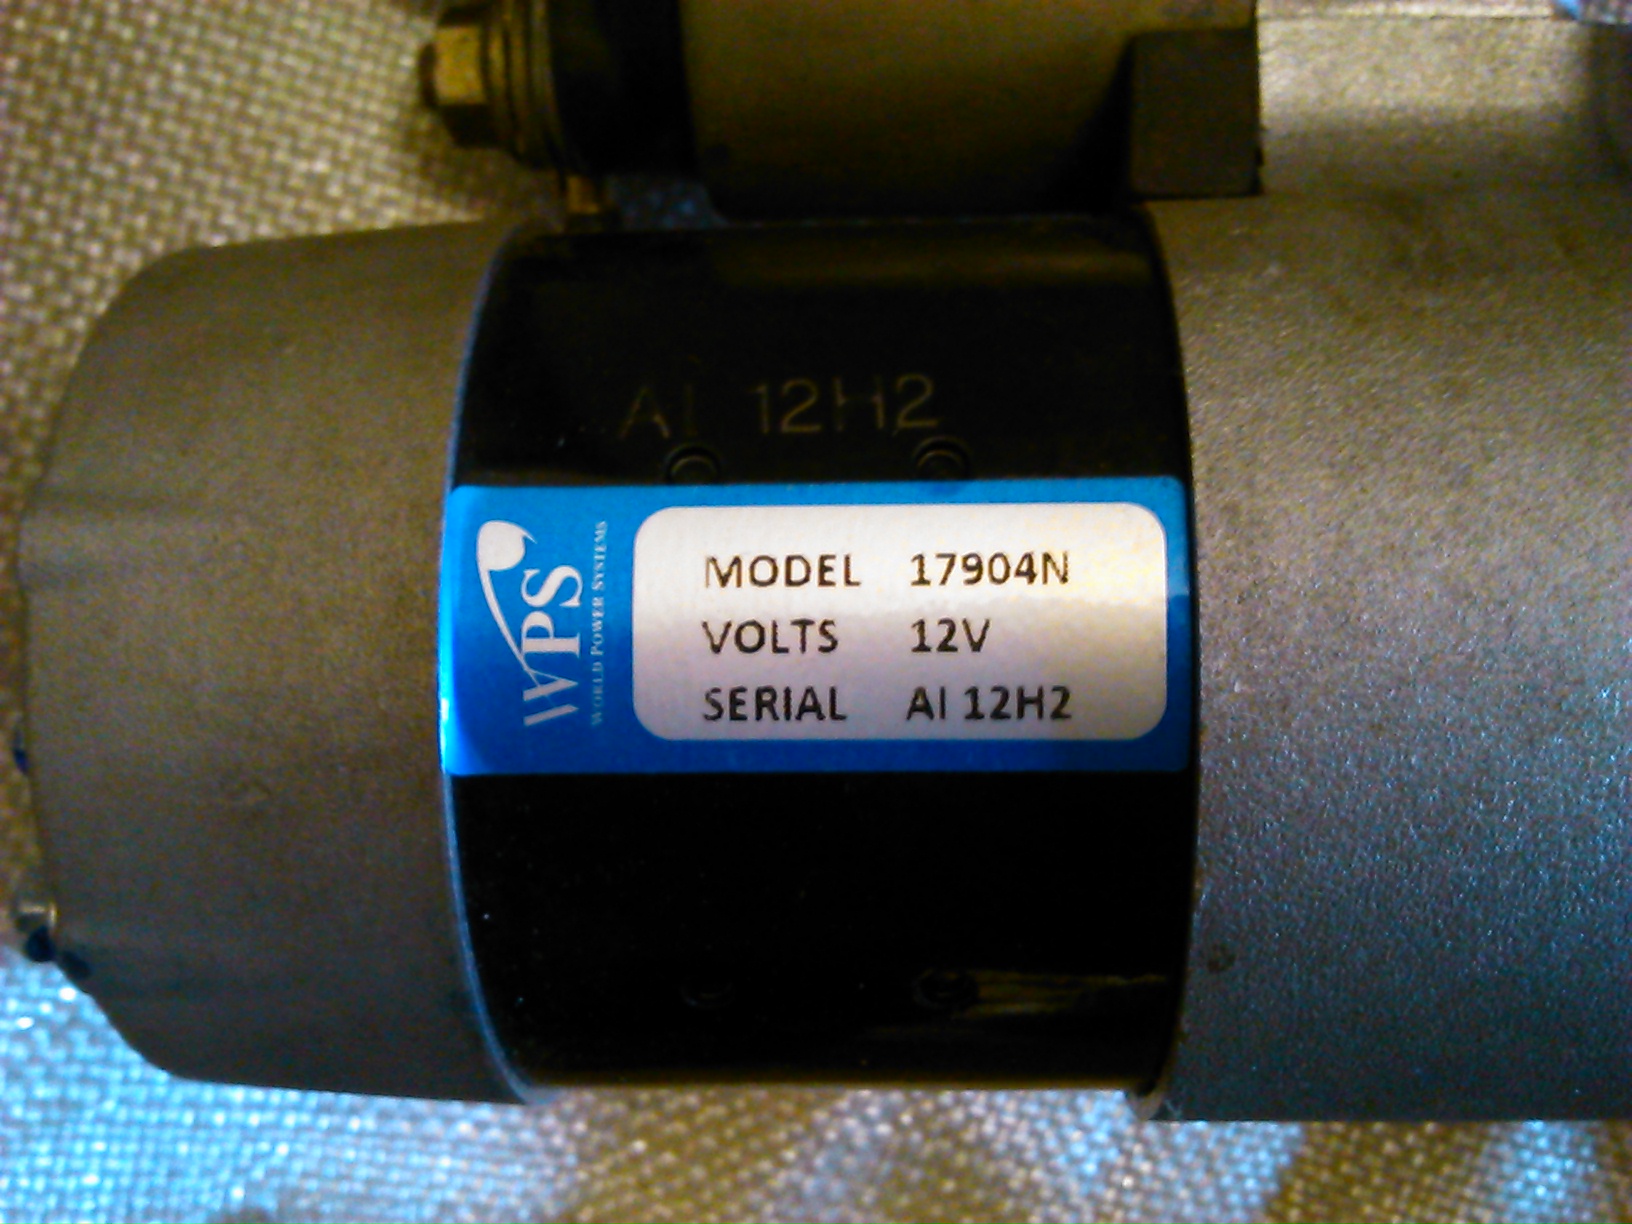 AI 12H2
WPS
WORLD POWER SYSTEMS
MODEL 17904N
VOLTS 12V
SERIAL AI 12H2